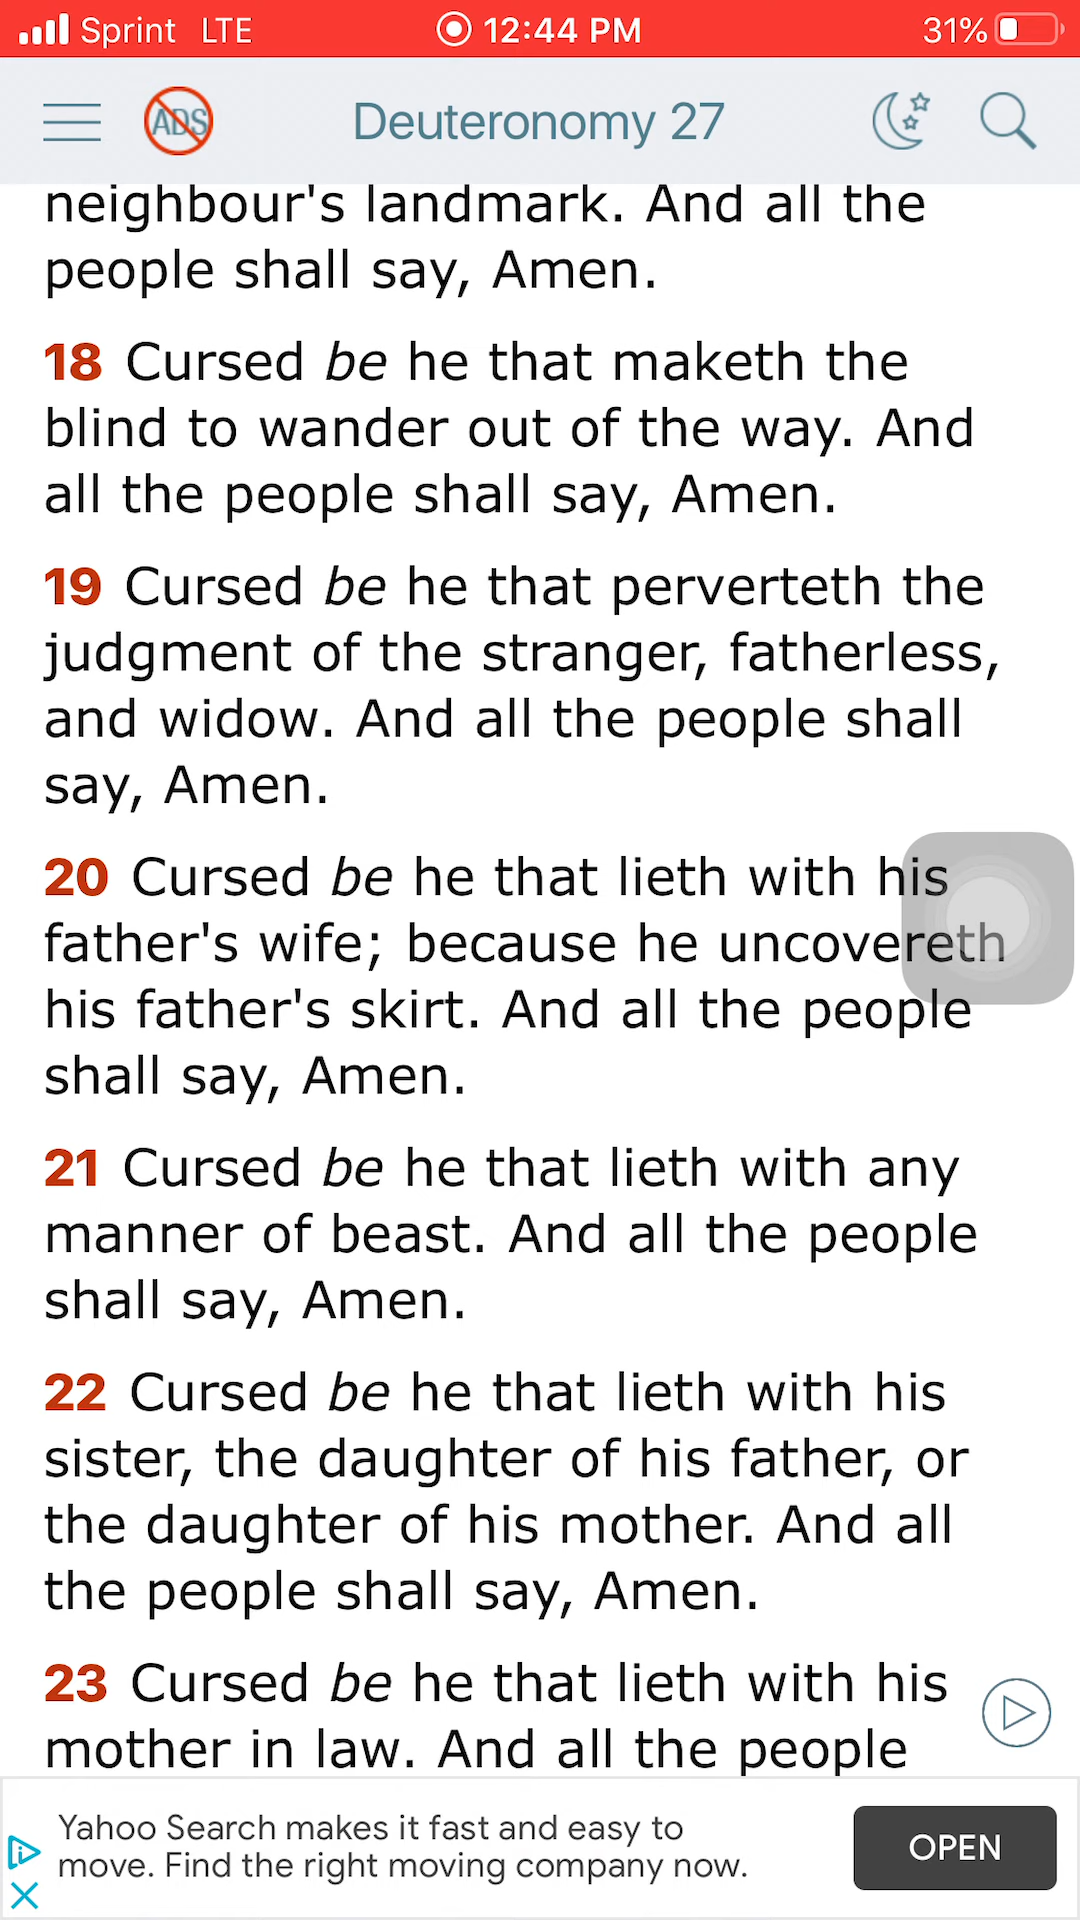 Sprint LTE 12:44 PM 31%
ADS Deuteronomy 27
neighbour's landmark. And all the
people shall say, Amen.
18 Cursed be he that maketh the
blind to wander out of the way. And
all the people shall say, Amen.
19 Cursed be he that perverteth the
judgment of the stranger, fatherless,
and widow. And all the people shall
say, Amen.
20 Cursed be he that lieth with his
father's wife; because he uncovereth
his father's skirt. And all the people
shall say, Amen.
21 Cursed be he that lieth with any
manner of beast. And all the people
shall say, Amen.
22 Cursed be he that lieth with his
sister, the daughter of his father, or
the daughter of his mother. And all
the people shall say, Amen.
23 Cursed be he that lieth with his
mother in law. And all the people
Yahoo Search makes it fast and easy to
move. Find the right moving company now.
OPEN